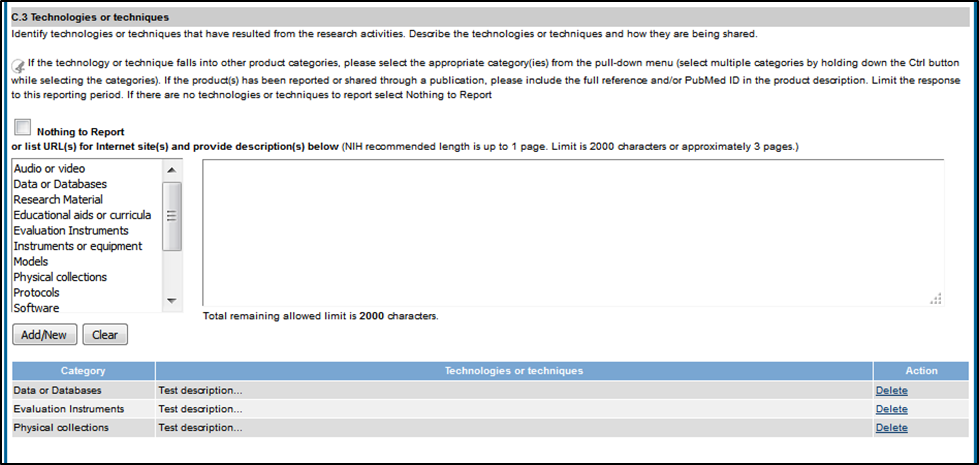 C.3 Technologies or techniques
Identify technologies or techniques that have resulted from the research activities. Describe the technologies or techniques and how they are being shared.
If the technology or technique falls into other product categories, please select the appropriate category(ies) from the pull-down menu (select multiple categories by holding down the Ctrl button
while selecting the categories). If the product(s) has been reported or shared through a publication, please include the full reference and/or PubMed ID in the product description. Limit the response
to this reporting period. If there are no technologies or techniques to report select Nothing to Report
Nothing to Report
or list URL(s) for Internet site(s) and provide description(s) below (NIH recommended length is up to 1 page. Limit is 2000 characters or approximately 3 pages.)
Audio or video
Data or Databases
Research Material
Educational aids or curricula
Evaluation Instruments
Instruments or equipment
Models
Physical collections
Protocols
Software
Total remaining allowed limit is 2000 characters.
Add/New Clear
Category Technologies or techniques Action
Data or Databases Test description... Delete
Evaluation Instruments Test description... Delete
Physical collections Test description... Delete